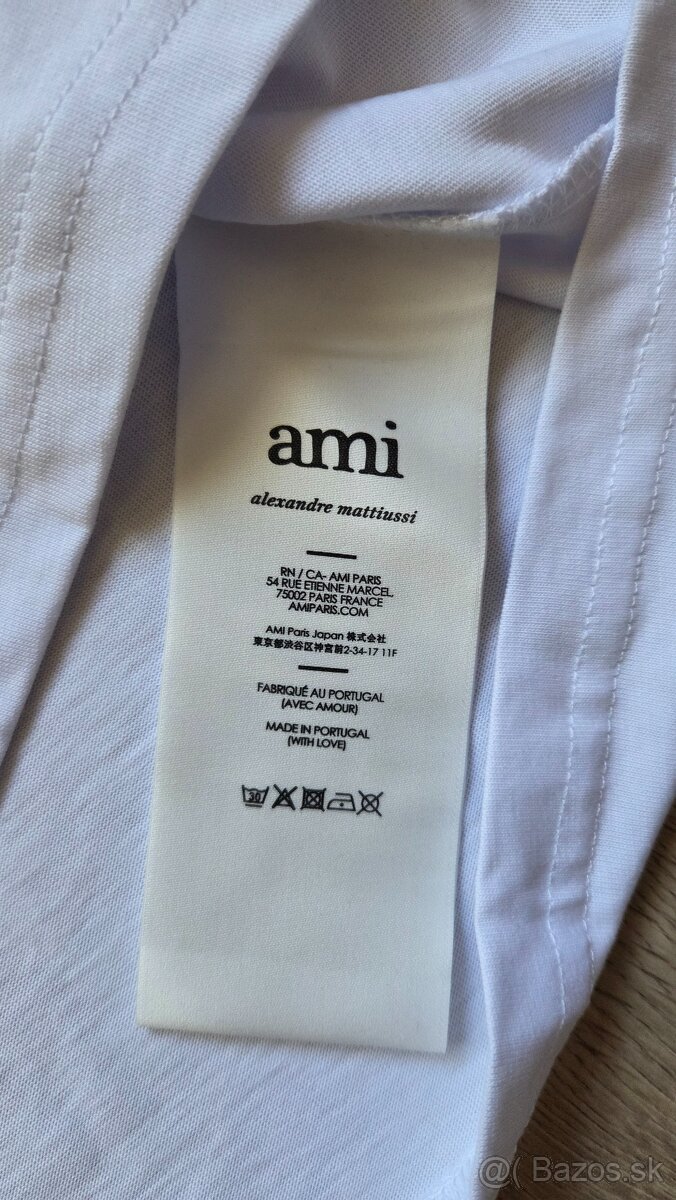 ami
alexandre mattiussi
RN / CA- AMI PARIS
54 RUE ETIENNE MARCEL
75002 PARIS FRANCE
AMIPARIS.COM
AMI Paris Japan 株式会社
東京都渋谷区神宮前2-34-17 11F
FABRIQUÉ AU PORTUGAL
(AVEC AMOUR)
MADE IN PORTUGAL
(WITH LOVE)
30
@( Bazos.sk